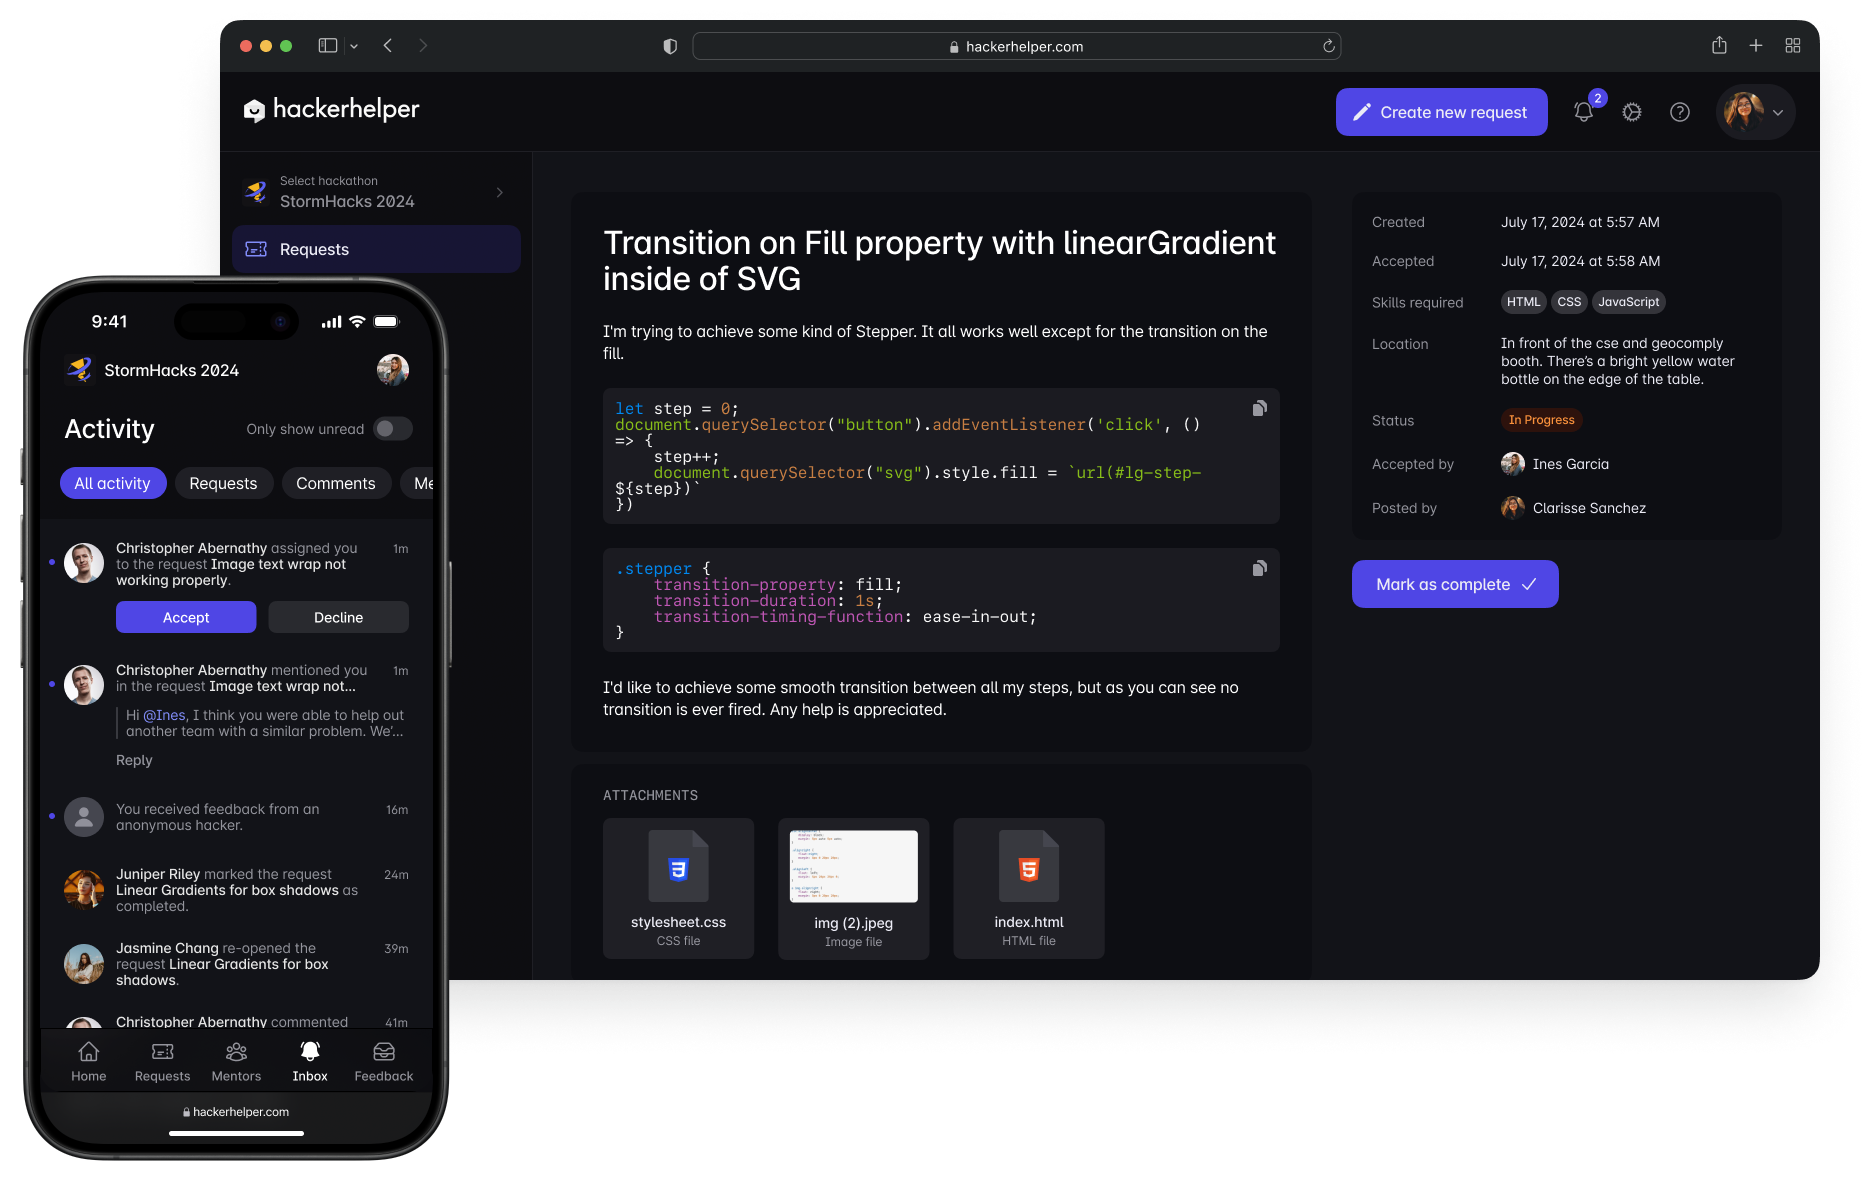 hackerhelper.com
hackerhelper
Create new request
2
Select hackathon
StormHacks 2024
Requests
Transition on Fill property with linearGradient
inside of SVG
I'm trying to achieve some kind of Stepper. It all works well except for the transition on the
fill.
let step = 0;
document.querySelector("button").addEventListener('click', ()
=> {
step++;
document.querySelector("svg").style.fill = `url(#lg-step-
${step})`
})
.stepper {
transition-property: fill;
transition-duration: 1s;
transition-timing-function: ease-in-out;
}
I'd like to achieve some smooth transition between all my steps, but as you can see no
transition is ever fired. Any help is appreciated.
ATTACHMENTS
stylesheet.css
CSS file
img (2).jpeg
Image file
index.html
HTML file
Created
July 17, 2024 at 5:57 AM
Accepted
July 17, 2024 at 5:58 AM
Skills required
HTML CSS JavaScript
Location
In front of the cse and geocomply
booth. There's a bright yellow water
bottle on the edge of the table.
Status
In Progress
Accepted by
Ines Garcia
Posted by
Clarisse Sanchez
Mark as complete
9:41
StormHacks 2024
Activity
Only show unread
All activity Requests Comments Me
Christopher Abernathy assigned you 1m
to the request Image text wrap not
working properly.
Accept Decline
Christopher Abernathy mentioned you 1m
in the request Image text wrap not...
Hi @Ines, I think you were able to help out
another team with a similar problem. We'...
Reply
You received feedback from an 16m
anonymous hacker.
Juniper Riley marked the request 24m
Linear Gradients for box shadows as
completed.
Jasmine Chang re-opened the 39m
request Linear Gradients for box
shadows.
Christopher Abernathy commented 41m
Home Requests Mentors Inbox Feedback
hackerhelper.com